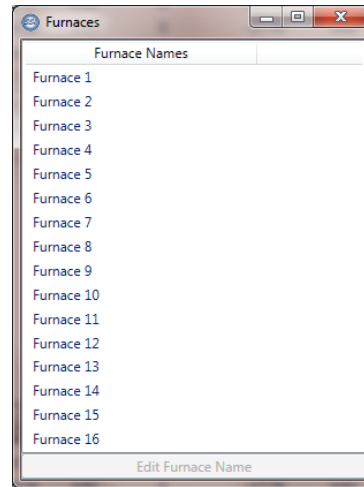 Furnaces
Furnace Names
Furnace 1
Furnace 2
Furnace 3
Furnace 4
Furnace 5
Furnace 6
Furnace 7
Furnace 8
Furnace 9
Furnace 10
Furnace 11
Furnace 12
Furnace 13
Furnace 14
Furnace 15
Furnace 16
Edit Furnace Name